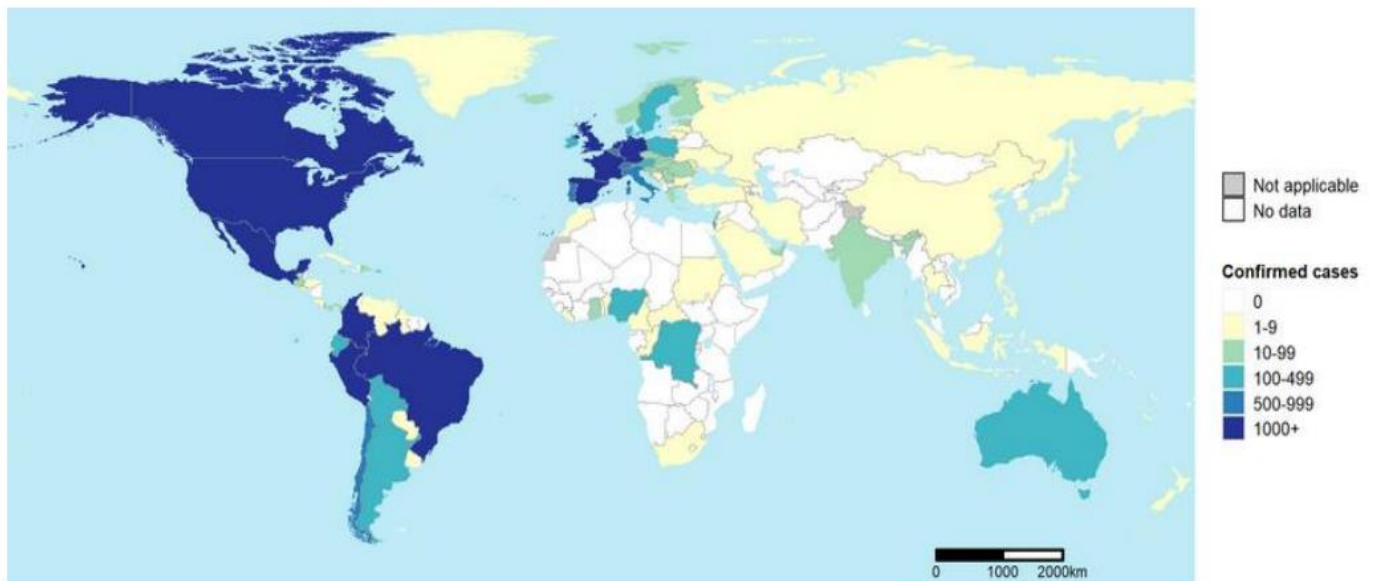 Not applicable
No data
Confirmed cases
0
1-9
10-99
100-499
500-999
1000+
0 1000 2000km